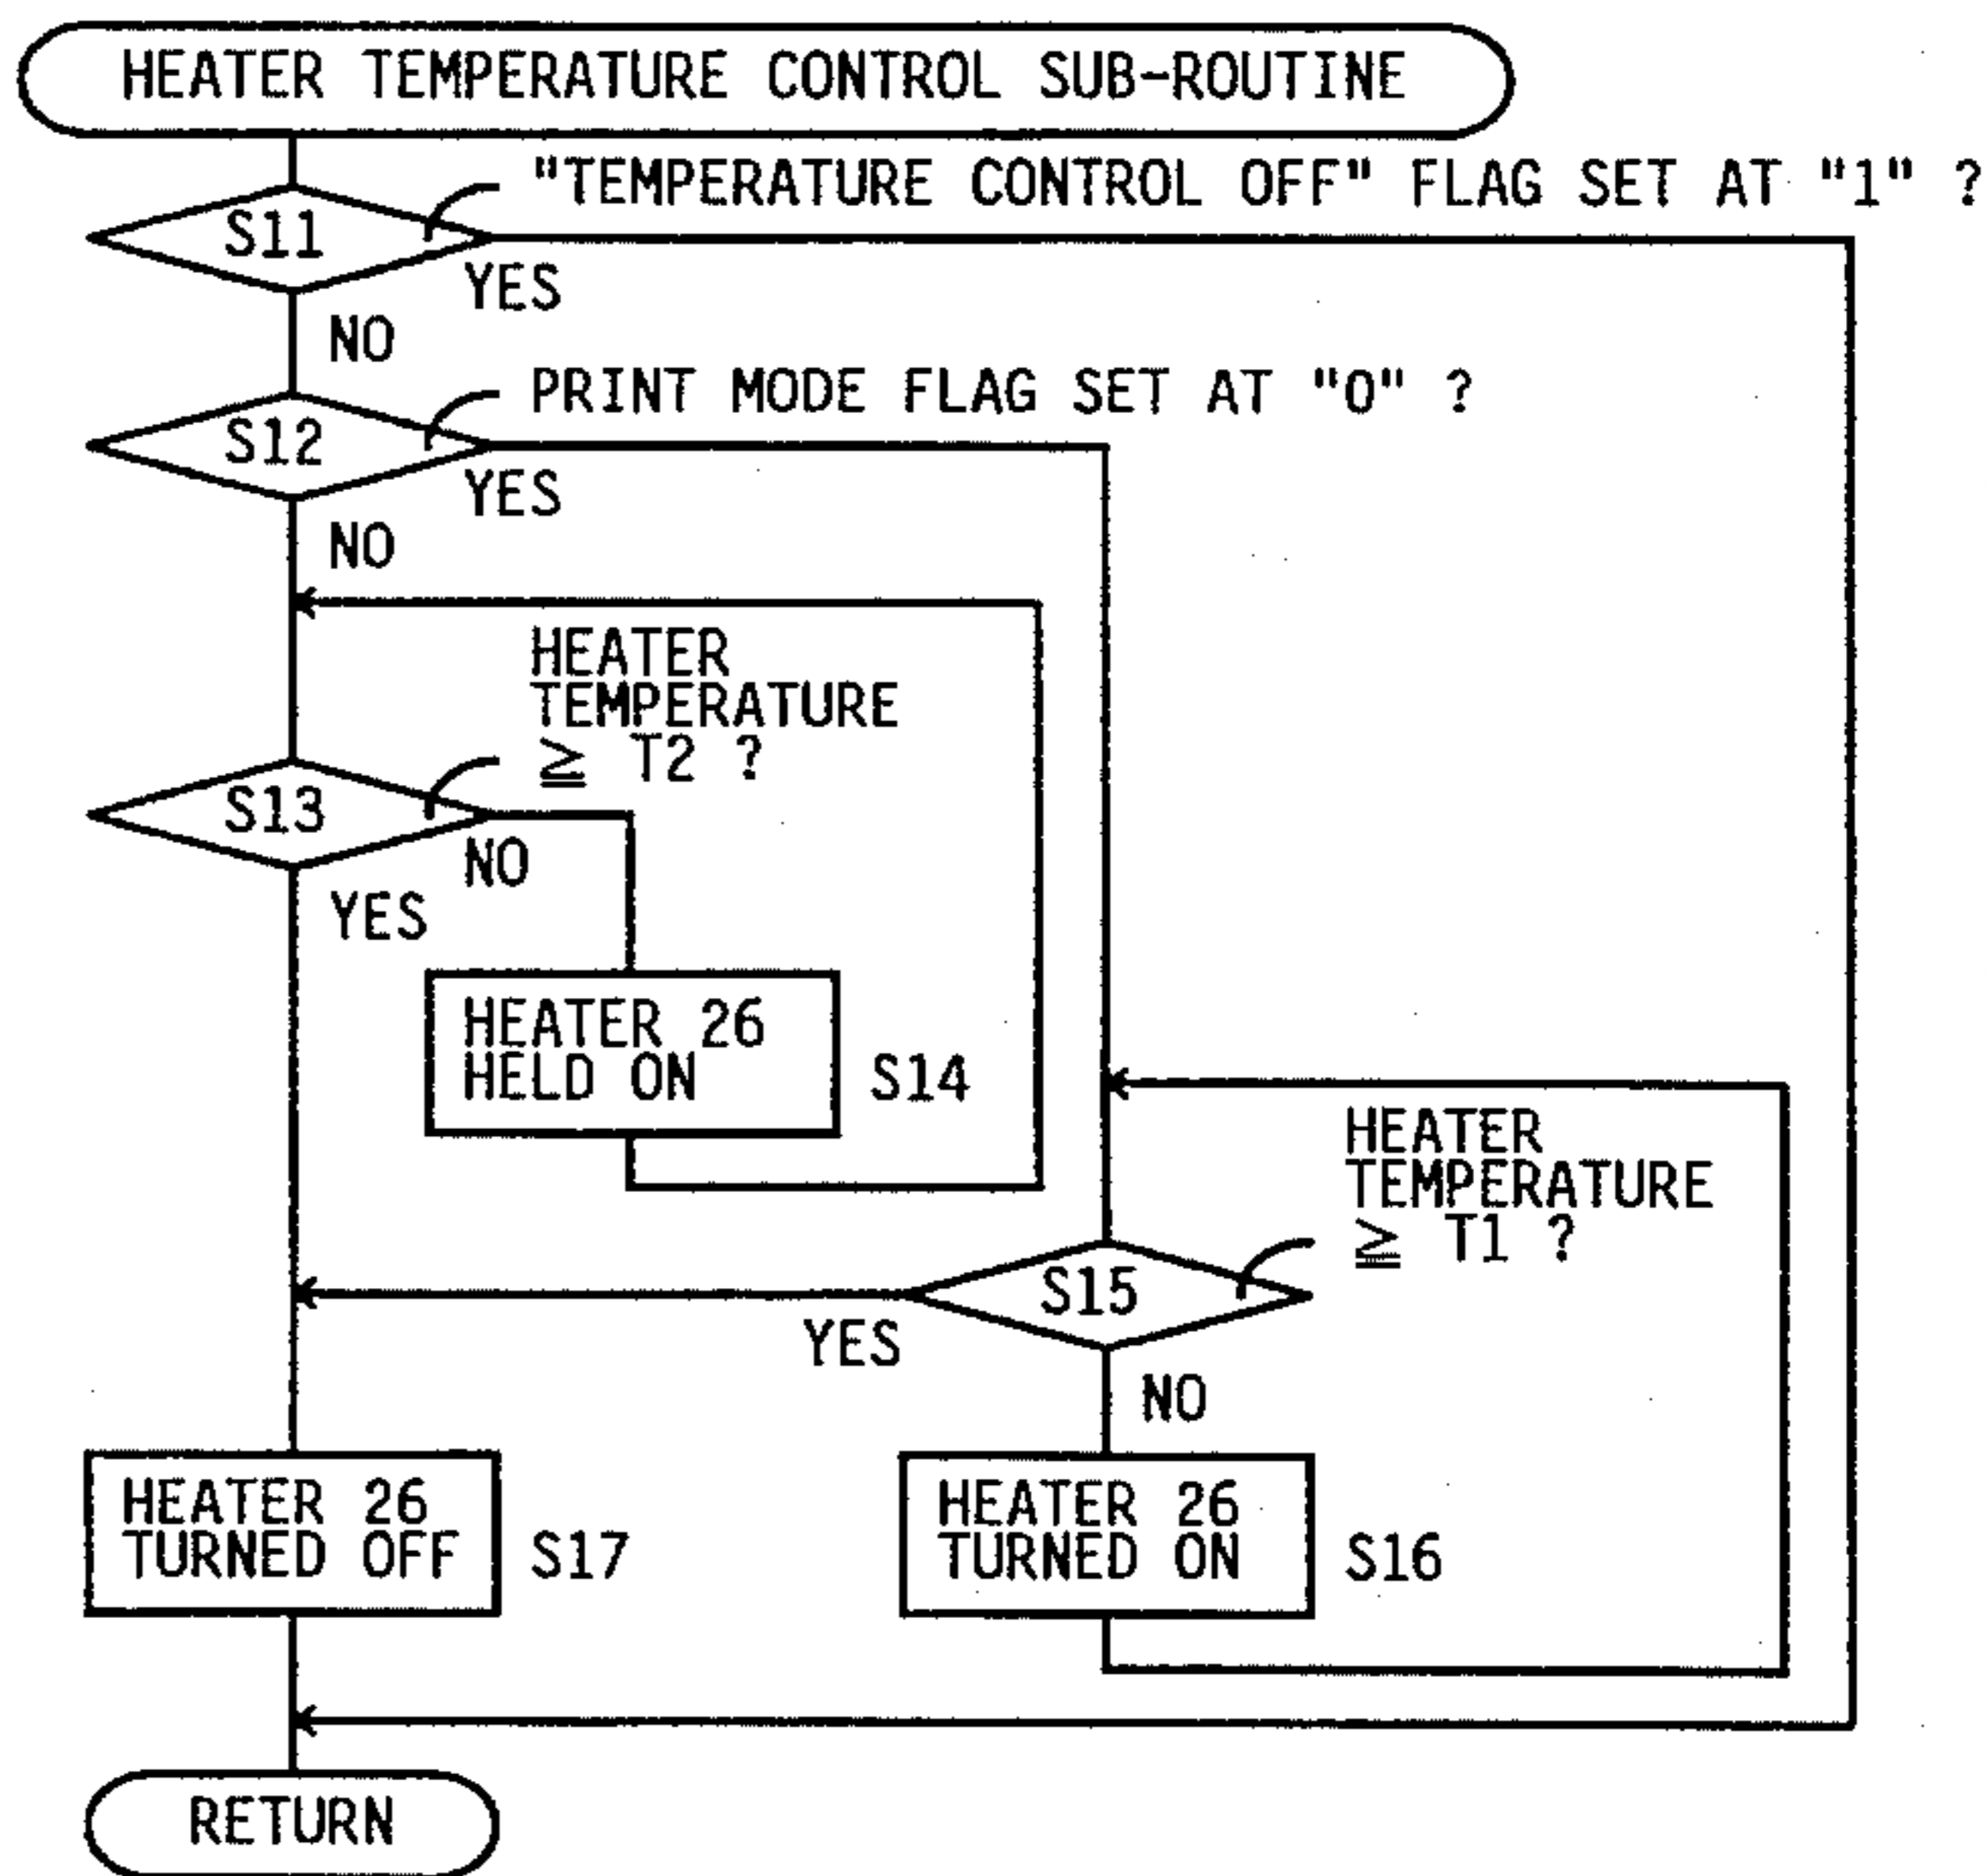 HEATER TEMPERATURE CONTROL SUB-ROUTINE
"TEMPERATURE CONTROL OFF" FLAG SET AT "1" ?
S11
YES
NO
PRINT MODE FLAG SET AT "0" ?
S12
YES
NO
HEATER
TEMPERATURE
≧ T2 ?
S13
NO
YES
HEATER 26
HELD ON
S14
HEATER
TEMPERATURE
≧ T1 ?
S15
YES
NO
HEATER 26
TURNED OFF
S17
HEATER 26
TURNED ON
S16
RETURN